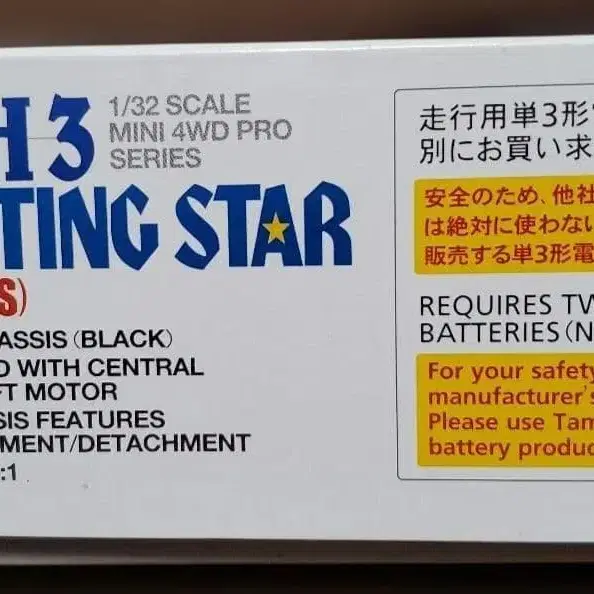 H 3
1/32 SCALE
MINI 4WD PRO
SERIES
TING STAR
S)
ASSIS (BLACK)
D WITH CENTRAL
FT MOTOR
SIS FEATURES
MENT/DETACHMENT
:1
走行用単3形
別にお買い求
安全のため、他社
は絶対に使わない
販売する単3形電
REQUIRES TW
BATTERIES (N
For your safety
manufacturer's
Please use Tam
battery produc